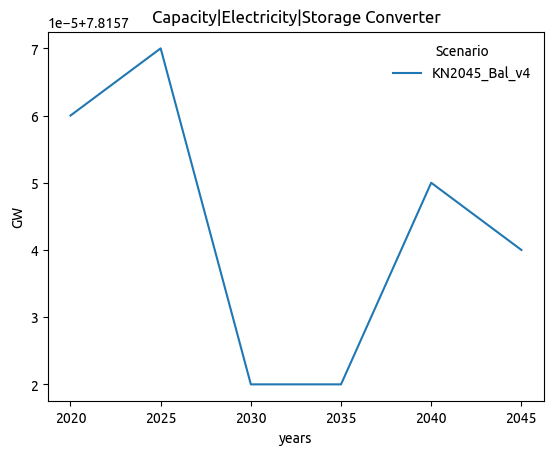 Capacity|Electricity|Storage Converter
1e-5+7.8157
Scenario
KN2045_Bal_v4
7
6
5
4
3
2
GW
2020 2025 2030 2035 2040 2045
years